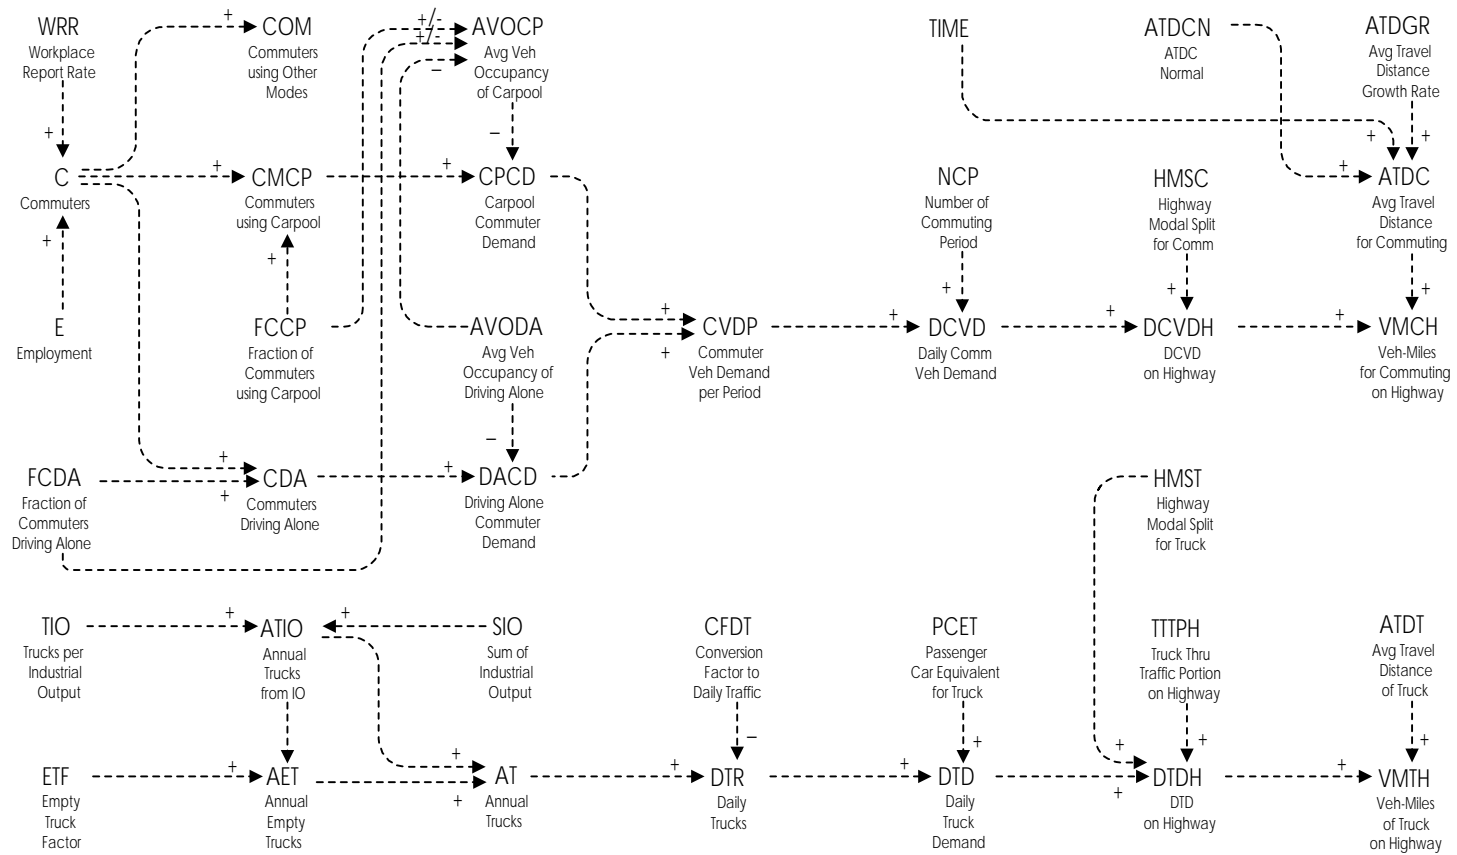 WRR
Workplace
Report Rate
+
COM
Commuters
using Other
Modes
+/-
+/-
–
AVOCP
Avg Veh
Occupancy
of Carpool
TIME
ATDCN
ATDC
Normal
ATDGR
Avg Travel
Distance
Growth Rate
+
–
+
+
C
Commuters
+
CMCP
Commuters
using Carpool
+
CPCD
Carpool
Commuter
Demand
NCP
Number of
Commuting
Period
HMSC
Highway
Modal Split
for Comm
+
ATDC
Avg Travel
Distance
for Commuting
+
+
+
+
+
E
Employment
FCCP
Fraction of
Commuters
using Carpool
AVODA
Avg Veh
Occupancy of
Driving Alone
+
+
CVDP
Commuter
Veh Demand
per Period
+
DCVD
Daily Comm
Veh Demand
+
DCVDH
DCVD
on Highway
+
VMCH
Veh-Miles
for Commuting
on Highway
–
FCDA
Fraction of
Commuters
Driving Alone
+
+
CDA
Commuters
Driving Alone
+
DACD
Driving Alone
Commuter
Demand
HMST
Highway
Modal Split
for Truck
TIO
Trucks per
Industrial
Output
+
ATIO
Annual
Trucks
from IO
+
SIO
Sum of
Industrial
Output
CFDT
Conversion
Factor to
Daily Traffic
PCET
Passenger
Car Equivalent
for Truck
TTTPH
Truck Thru
Traffic Portion
on Highway
ATDT
Avg Travel
Distance
of Truck
–
+
+
+
ETF
Empty
Truck
Factor
+
AET
Annual
Empty
Trucks
+
+
AT
Annual
Trucks
+
DTR
Daily
Trucks
+
DTD
Daily
Truck
Demand
+
+
DTDH
DTD
on Highway
+
VMTH
Veh-Miles
of Truck
on Highway